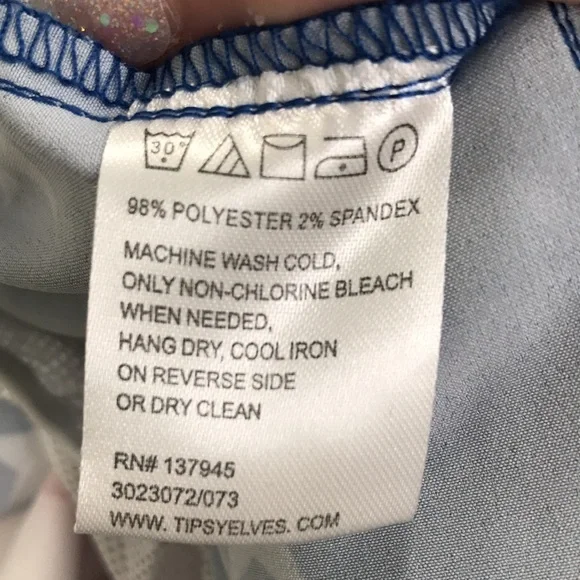 30°
P
98% POLYESTER 2% SPANDEX
MACHINE WASH COLD,
ONLY NON-CHLORINE BLEACH
WHEN NEEDED,
HANG DRY, COOL IRON
ON REVERSE SIDE
OR DRY CLEAN
RN# 137945
3023072/073
WWW. TIPSYELVES. COM